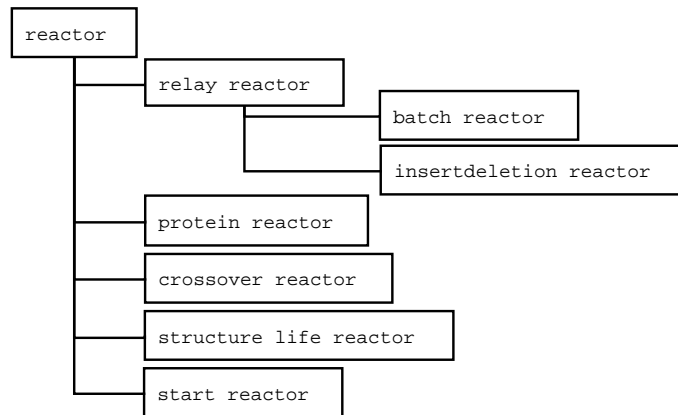 reactor
relay reactor
batch reactor
insertdeletion reactor
protein reactor
crossover reactor
structure life reactor
start reactor